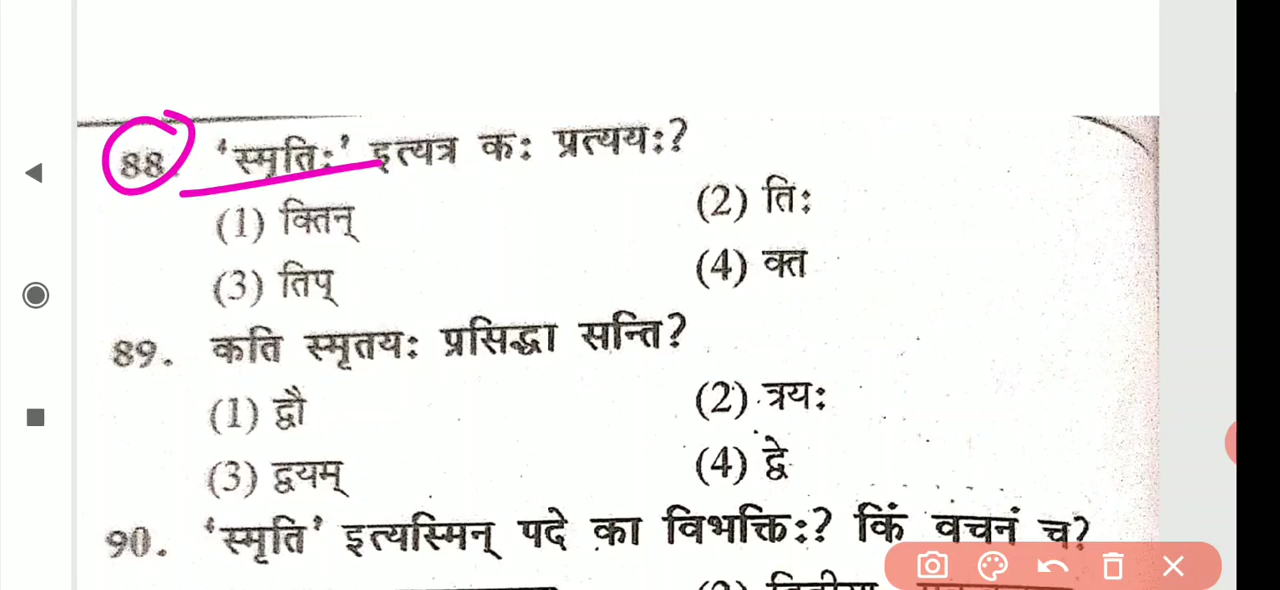 88. 'स्मृतिः' इत्यत्र कः प्रत्ययः?
(1) क्तिन् (2) तिः
(3) तिप् (4) क्त
89. कति स्मृतयः प्रसिद्धा सन्ति?
(1) द्वौ (2) त्रयः
(3) द्वयम् (4) द्वे
90. 'स्मृति' इत्यस्मिन् पदे का विभक्तिः? किं वचनं च?